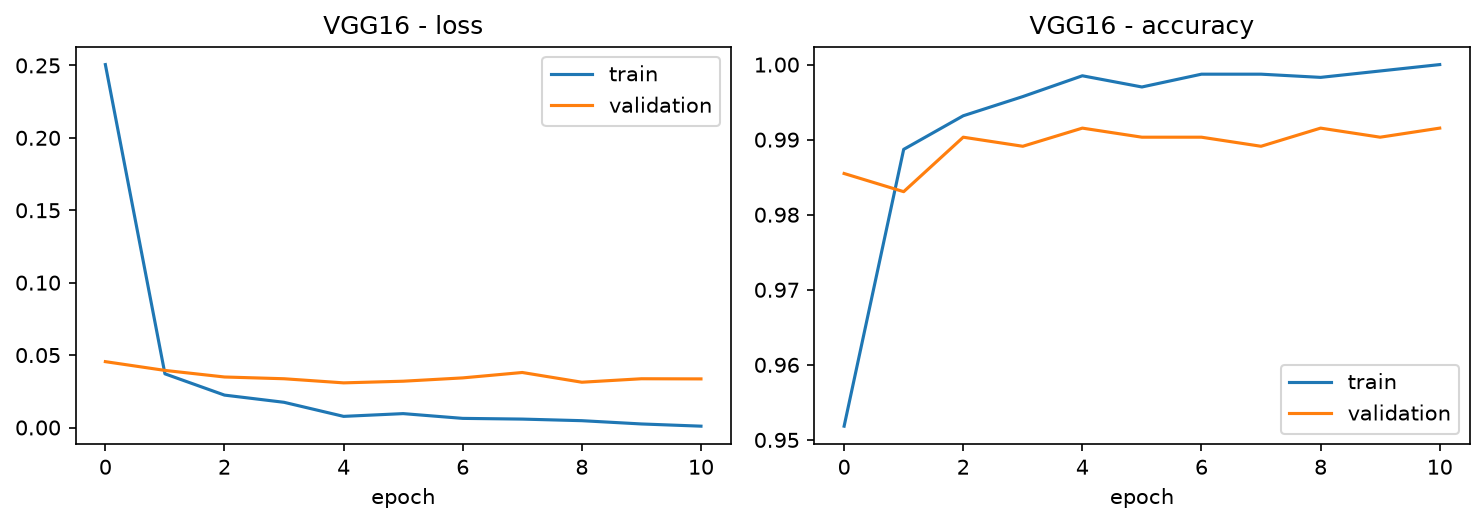 VGG16 - loss
0.25
0.20
0.15
0.10
0.05
0.00
0 2 4 6 8 10
epoch
train
validation
VGG16 - accuracy
1.00
0.99
0.98
0.97
0.96
0.95
0 2 4 6 8 10
epoch
train
validation